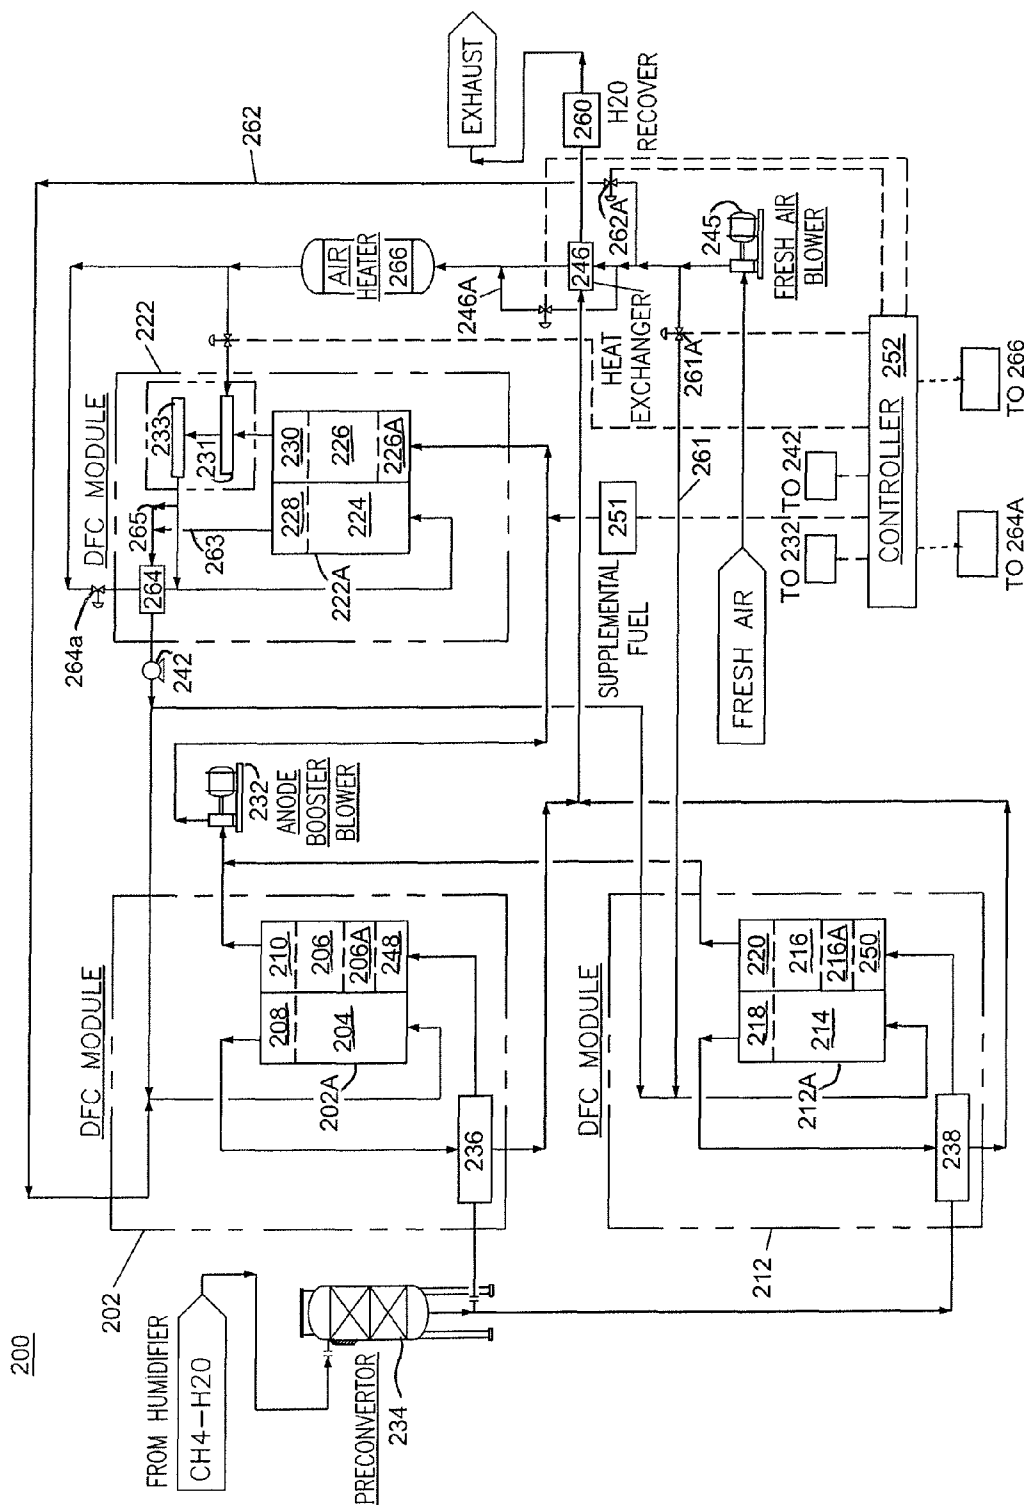 200
FROM HUMIDIFIER
CH4-H20
PRECONVERTOR
234
202
DFC MODULE
208
210
204
206
206A
248
202A
236
212
DFC MODULE
218
220
214
216
216A
250
212A
238
232
ANODE
BOOSTER
BLOWER
242
264a
264
265
263
DFC MODULE
222
233
231
228
230
224
226
226A
222A
SUPPLEMENTAL
FUEL
251
261
261A
FRESH AIR
262
AIR
HEATER
266
246A
246
HEAT
EXCHANGER
262A
260
H20
RECOVER
EXHAUST
245
FRESH AIR
BLOWER
CONTROLLER
252
TO 232
TO 242
TO 264A
TO 266